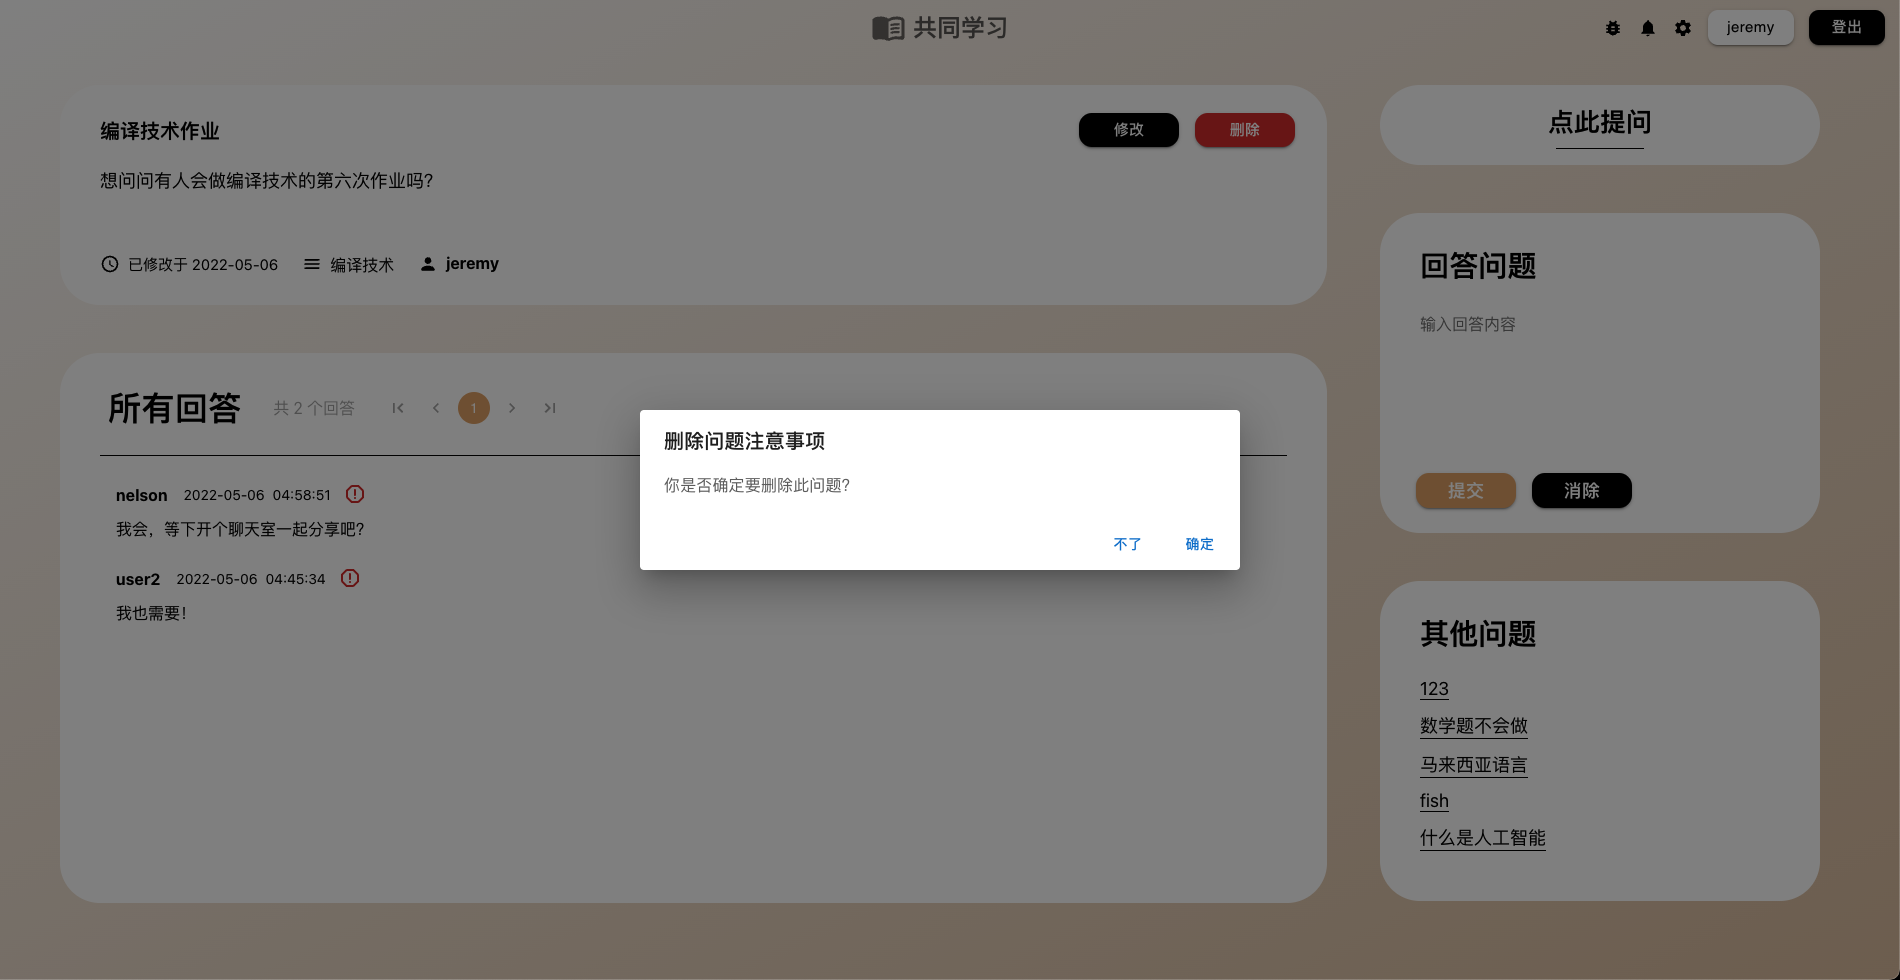 共同学习
jeremy
登出
编译技术作业
修改
删除
想问问有人会做编译技术的第六次作业吗?
已修改于 2022-05-06
编译技术
jeremy
所有回答
共 2 个回答
1
nelson 2022-05-06 04:58:51
我会，等下开个聊天室一起分享吧?
user2 2022-05-06 04:45:34
我也需要!
删除问题注意事项
你是否确定要删除此问题?
不了
确定
点此提问
回答问题
输入回答内容
提交
消除
其他问题
123
数学题不会做
马来西亚语言
fish
什么是人工智能